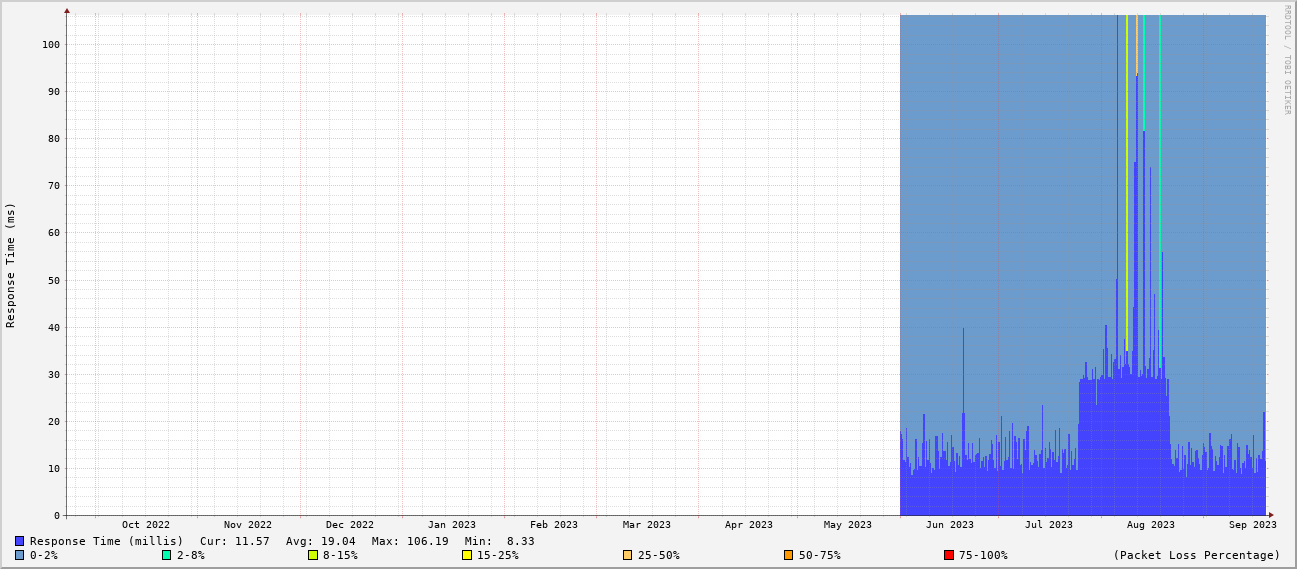 RRDTOOL / TOBI OETIKER
Response Time (ms)
100
90
80
70
60
50
40
30
20
10
0
Oct 2022 Nov 2022 Dec 2022 Jan 2023 Feb 2023 Mar 2023 Apr 2023 May 2023 Jun 2023 Jul 2023 Aug 2023 Sep 2023
Response Time (millis) Cur: 11.57 Avg: 19.04 Max: 106.19 Min: 8.33
0-2% 2-8% 8-15% 15-25% 25-50% 50-75% 75-100% (Packet Loss Percentage)